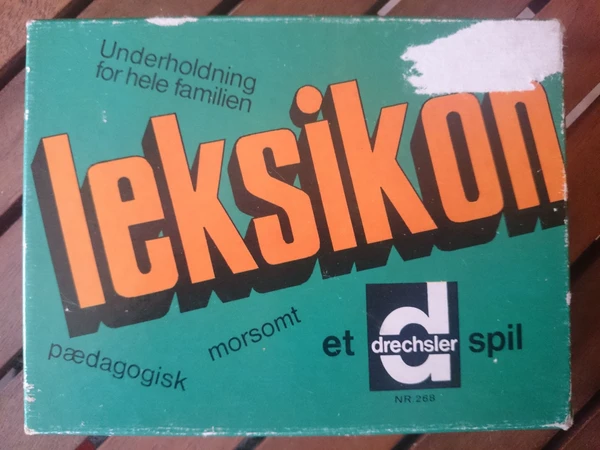 Underholdning
for hele familien
leksikon
pædagogisk
morsomt
et drechsler spil
NR. 268